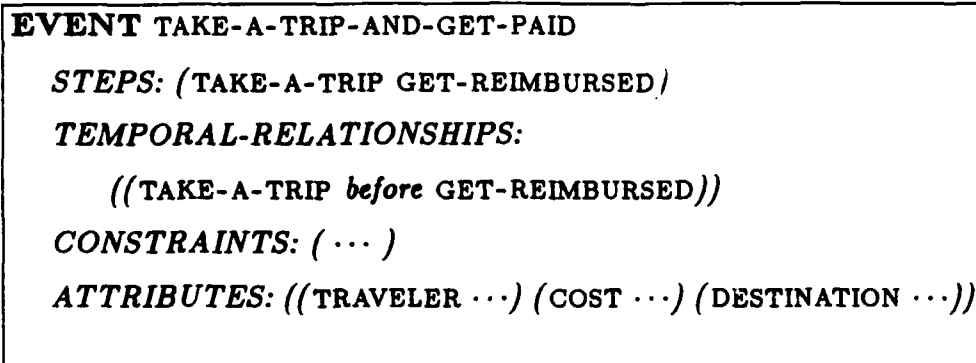 EVENT TAKE-A-TRIP-AND-GET-PAID
STEPS: (TAKE-A-TRIP GET-REIMBURSED)
TEMPORAL-RELATIONSHIPS:
((TAKE-A-TRIP before GET-REIMBURSED))
CONSTRAINTS: ( ··· )
ATTRIBUTES: ((TRAVELER ···) (COST ···) (DESTINATION ···))